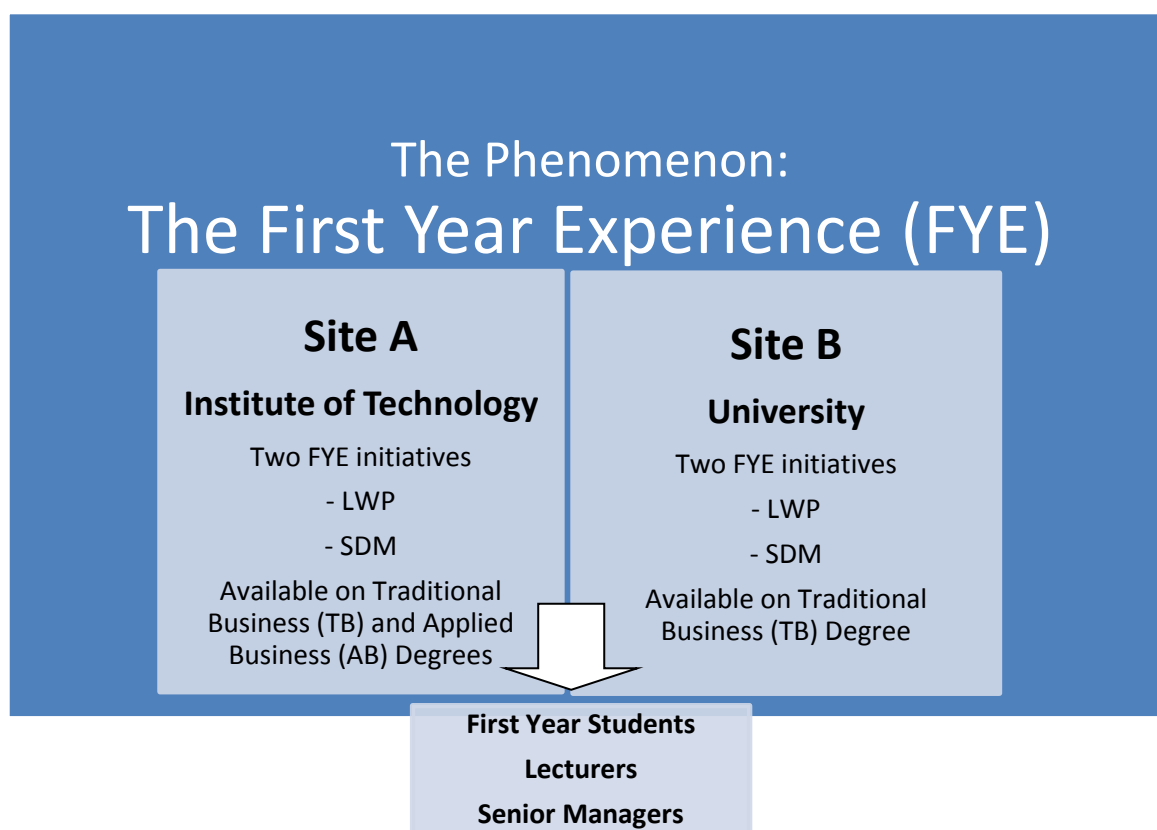 The Phenomenon:
The First Year Experience (FYE)
Site A
Institute of Technology
Two FYE initiatives
- LWP
- SDM
Available on Traditional
Business (TB) and Applied
Business (AB) Degrees
Site B
University
Two FYE initiatives
- LWP
- SDM
Available on Traditional
Business (TB) Degree
First Year Students
Lecturers
Senior Managers